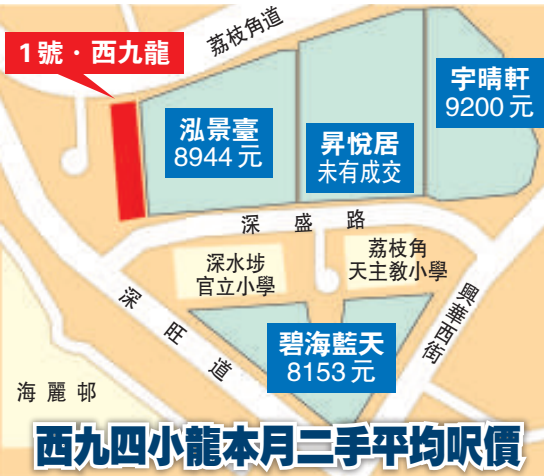 荔枝角道
1號・西九龍
宇晴軒
9200元
泓景臺
8944元
昇悅居
未有成交
深盛路
深水埗
官立小學
荔枝角
天主教小學
興華西街
深旺道
碧海藍天
8153元
海麗邨
西九四小龍本月二手平均呎價